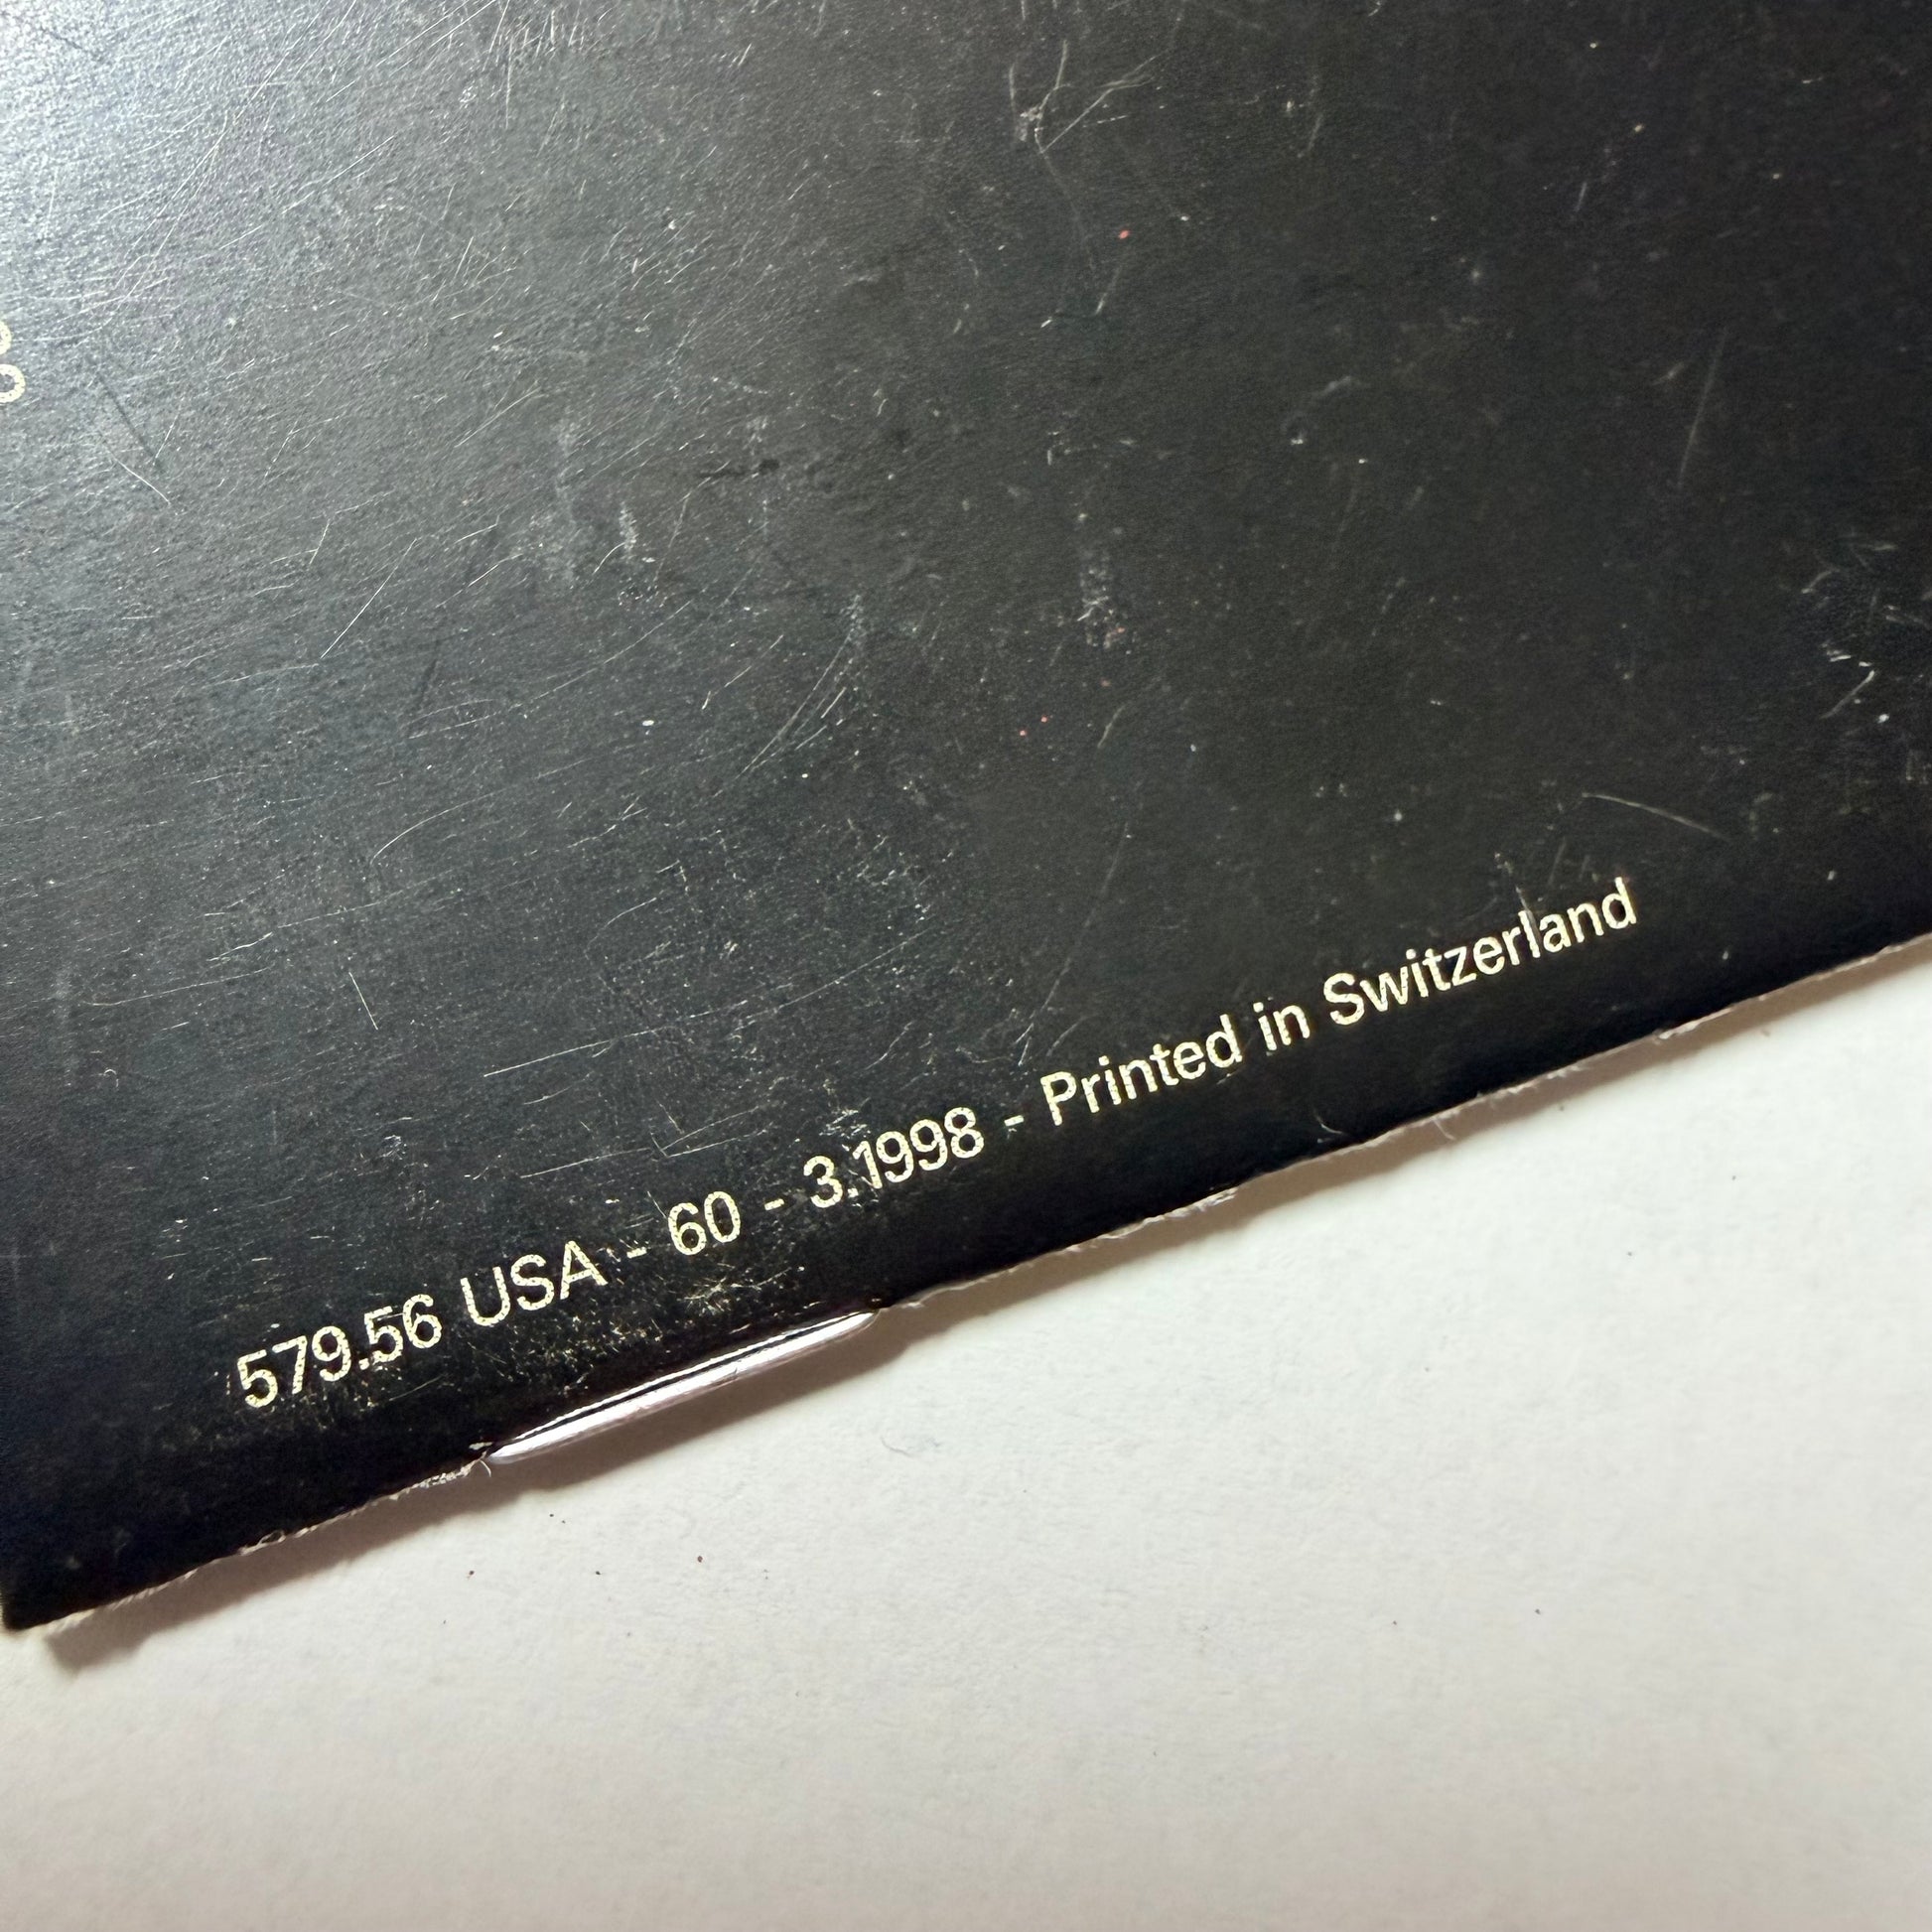 579.56 USA - 60 - 3.1998 - Printed in Switzerland